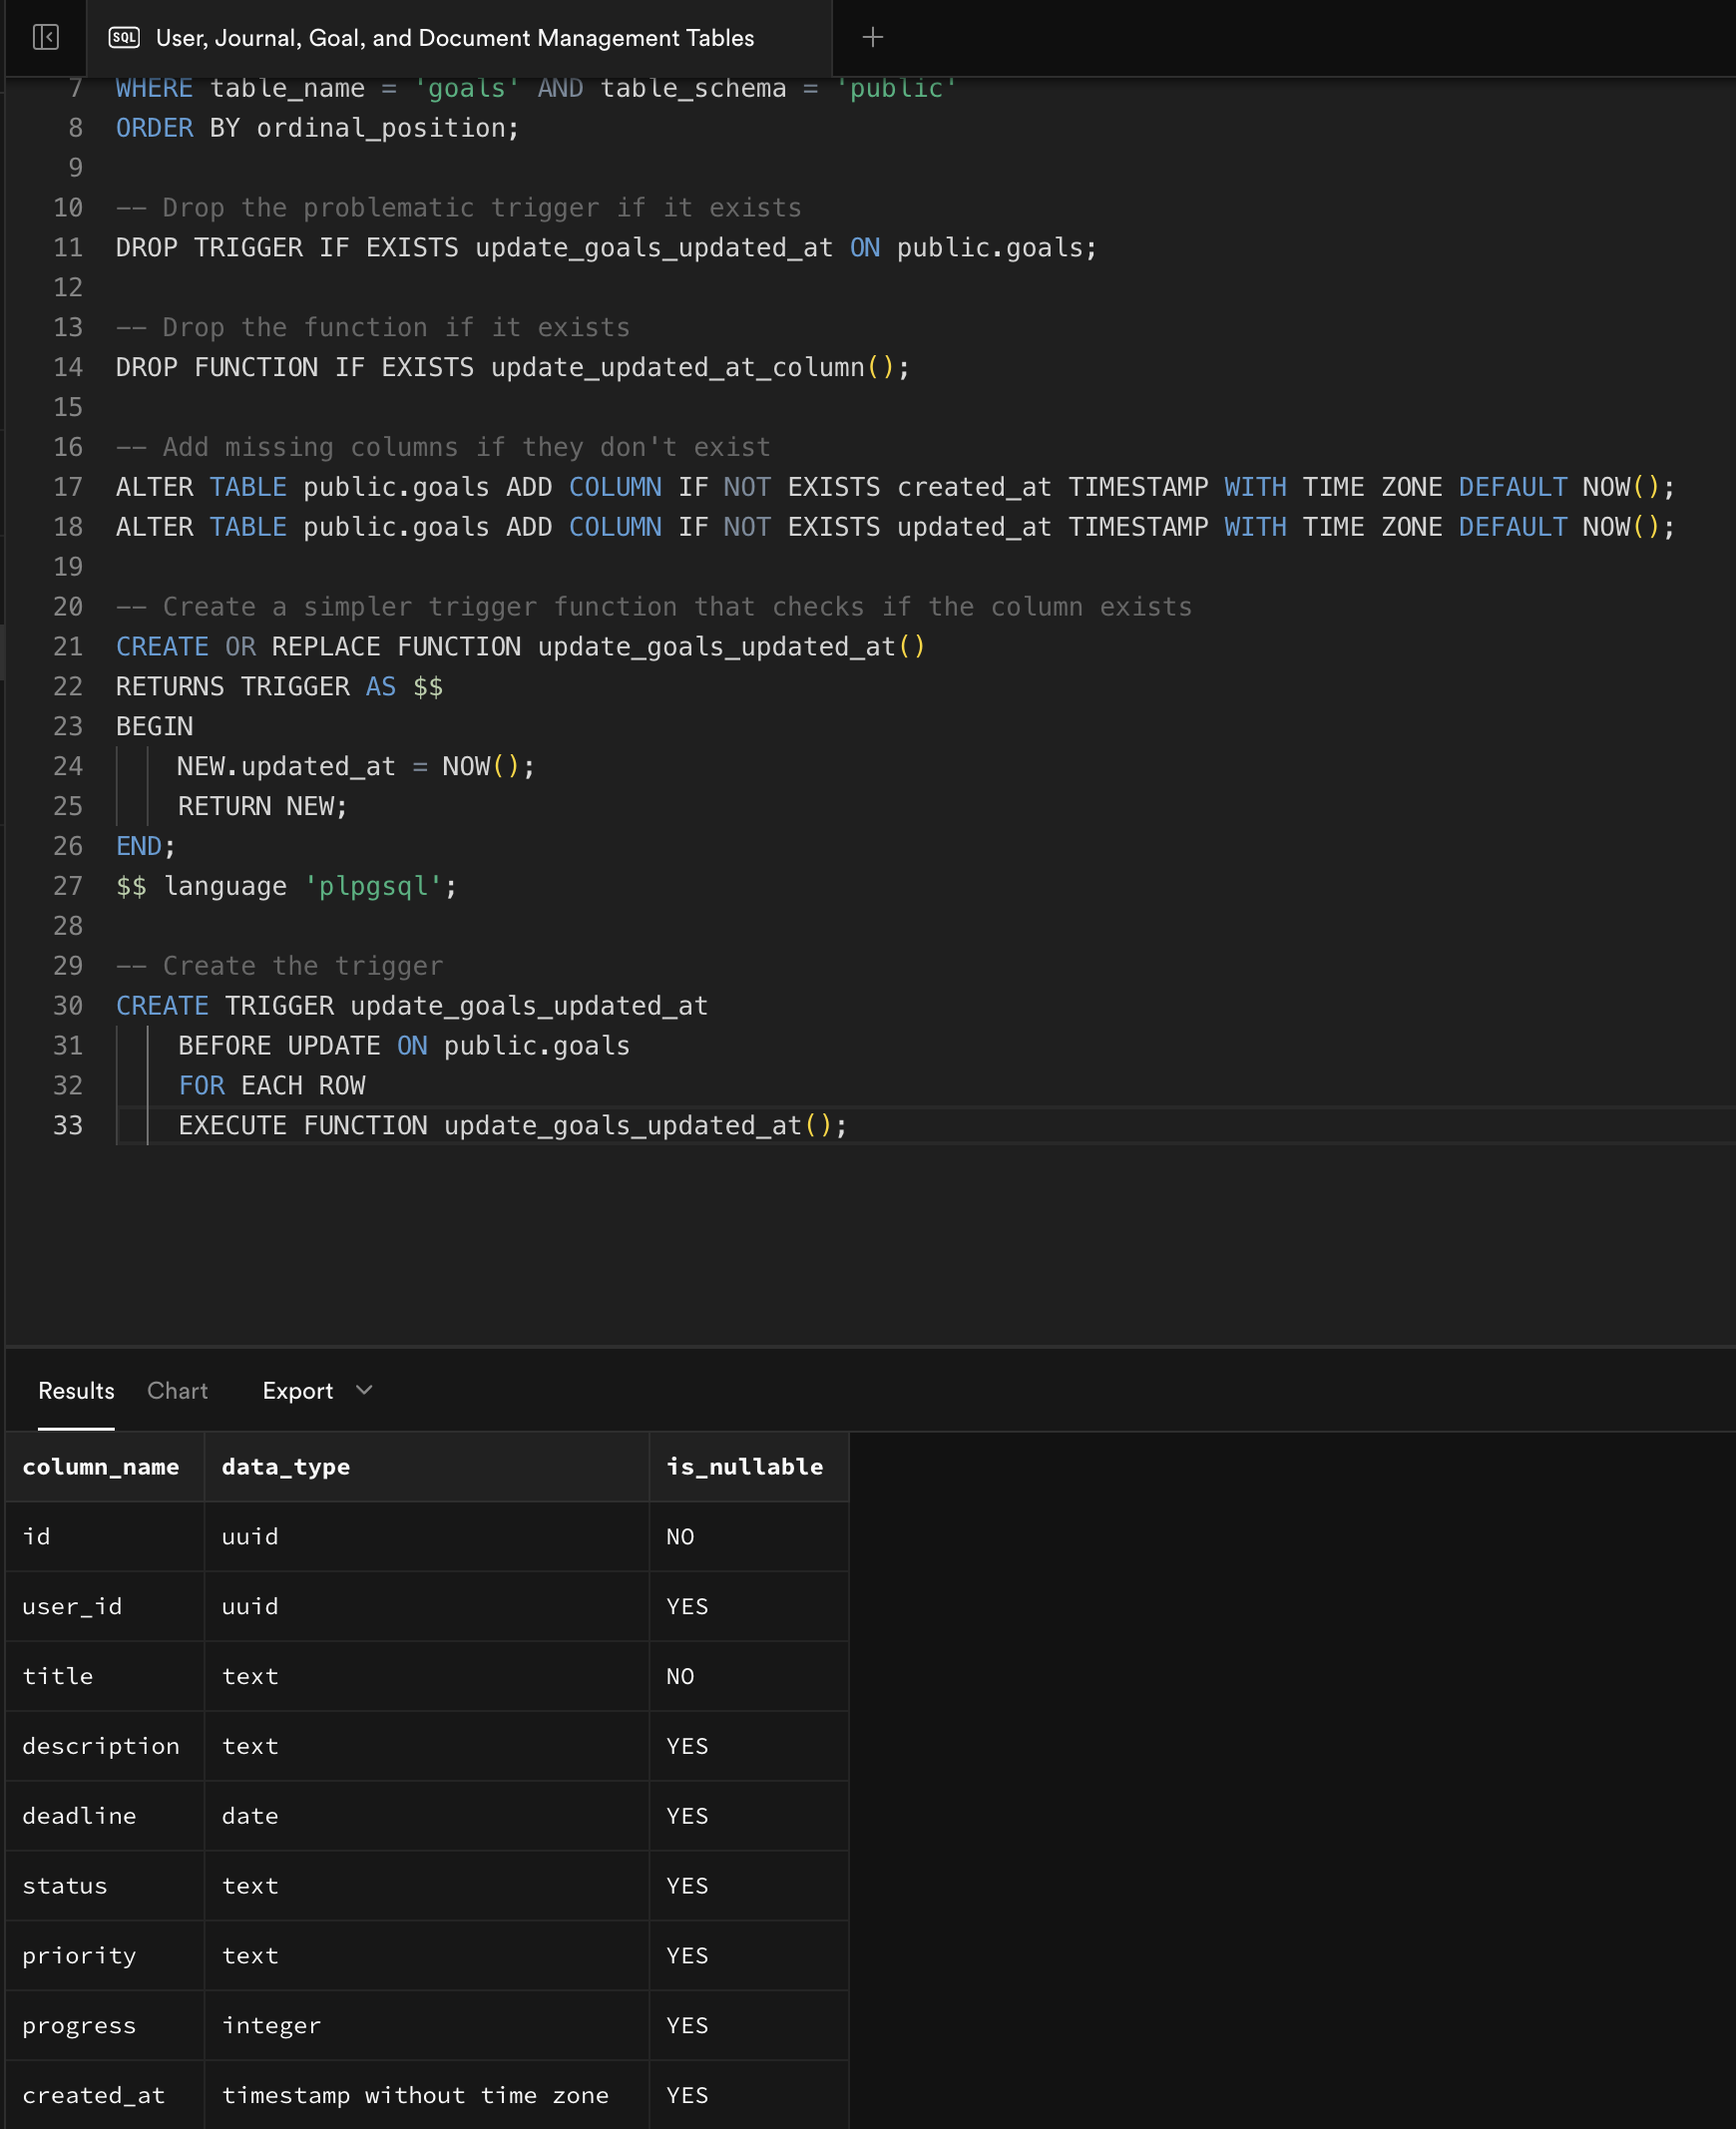 SQL User, Journal, Goal, and Document Management Tables +
7 WHERE table_name = 'goals' AND table_schema = 'public'
8 ORDER BY ordinal_position;
9
10 -- Drop the problematic trigger if it exists
11 DROP TRIGGER IF EXISTS update_goals_updated_at ON public.goals;
12
13 -- Drop the function if it exists
14 DROP FUNCTION IF EXISTS update_updated_at_column();
15
16 -- Add missing columns if they don't exist
17 ALTER TABLE public.goals ADD COLUMN IF NOT EXISTS created_at TIMESTAMP WITH TIME ZONE DEFAULT NOW();
18 ALTER TABLE public.goals ADD COLUMN IF NOT EXISTS updated_at TIMESTAMP WITH TIME ZONE DEFAULT NOW();
19
20 -- Create a simpler trigger function that checks if the column exists
21 CREATE OR REPLACE FUNCTION update_goals_updated_at()
22 RETURNS TRIGGER AS $$
23 BEGIN
24 NEW.updated_at = NOW();
25 RETURN NEW;
26 END;
27 $$ language 'plpgsql';
28
29 -- Create the trigger
30 CREATE TRIGGER update_goals_updated_at
31 BEFORE UPDATE ON public.goals
32 FOR EACH ROW
33 EXECUTE FUNCTION update_goals_updated_at();
Results Chart Export
column_name data_type is_nullable
id uuid NO
user_id uuid YES
title text NO
description text YES
deadline date YES
status text YES
priority text YES
progress integer YES
created_at timestamp without time zone YES